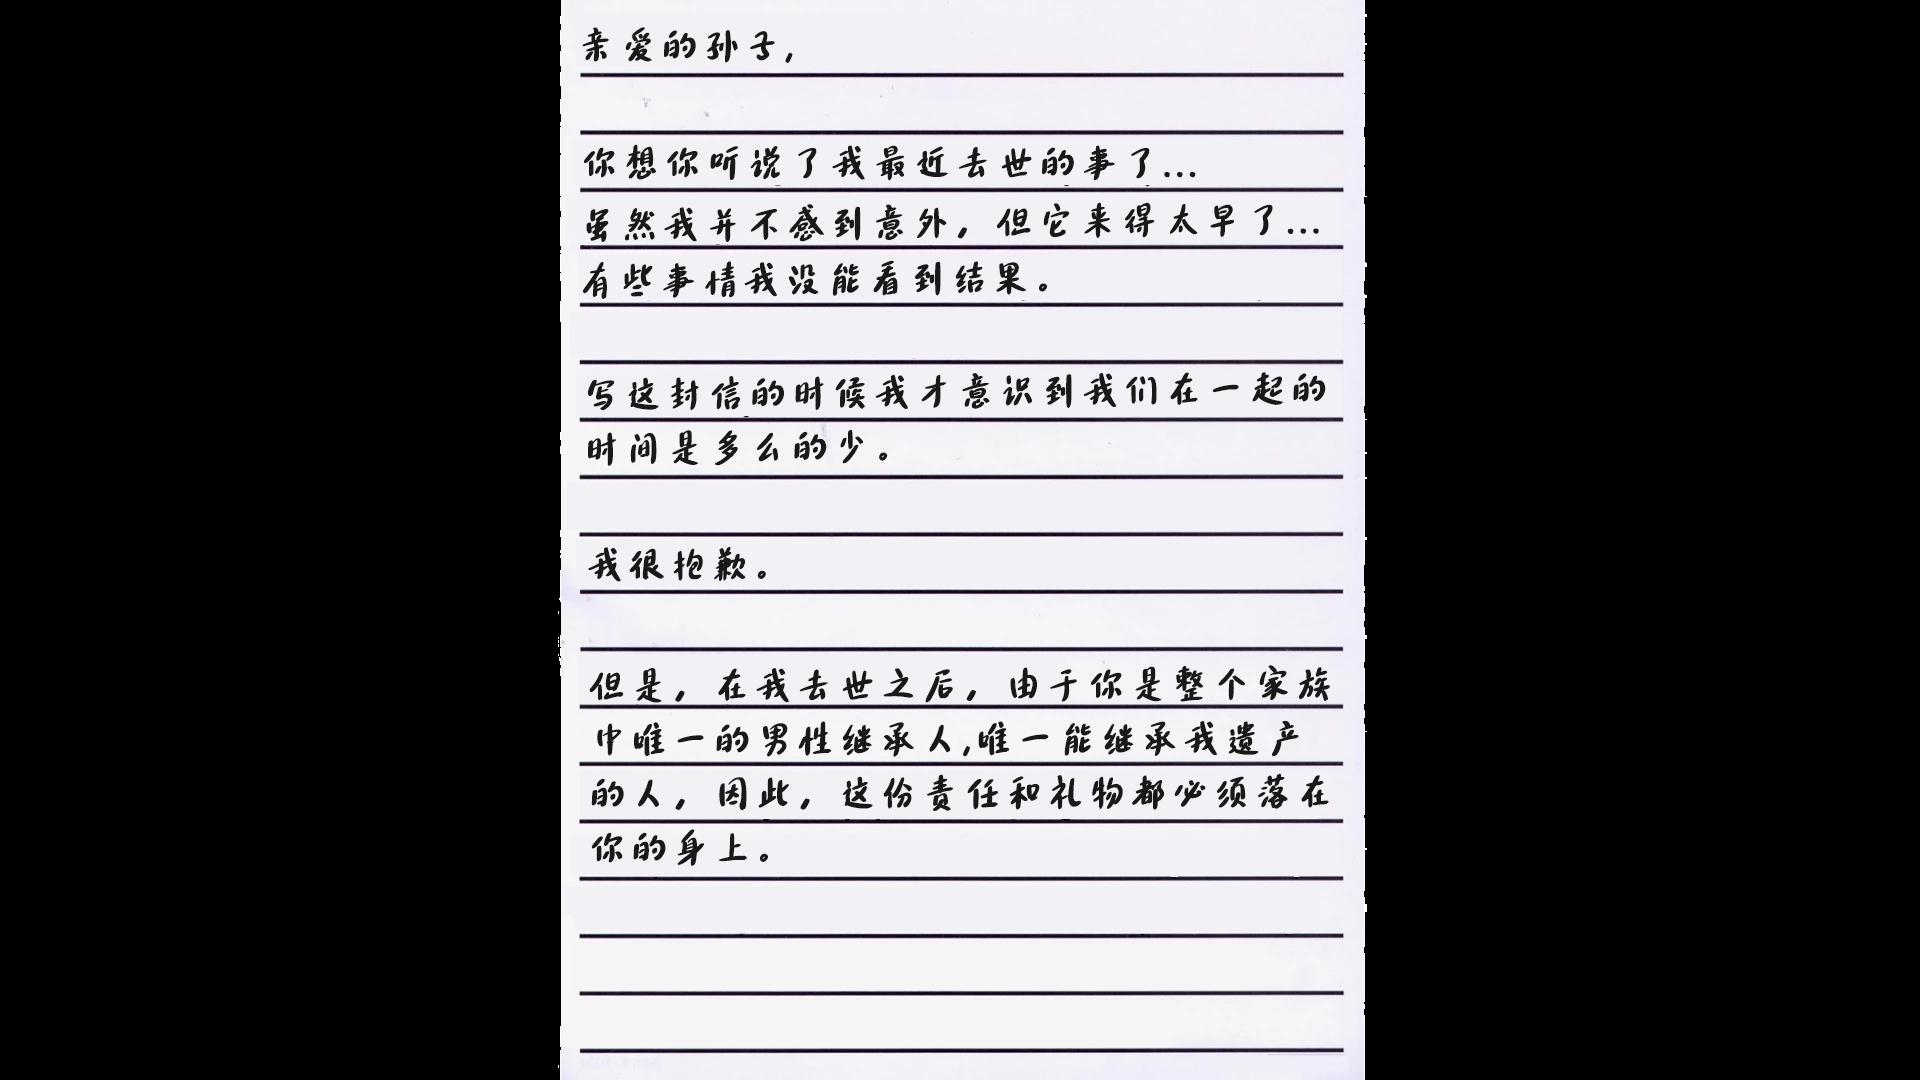 亲爱的孙子,
你想你听说了我最近去世的事了...
虽然我并不感到意外，但它来得太早了...
有些事情我没能看到结果。
写这封信的时候我才意识到我们在一起的
时间是多么的少。
我很抱歉。
但是，在我去世之后，由于你是整个家族
中唯一的男性继承人,唯一能继承我遗产
的人，因此，这份责任和礼物都必须落在
你的身上。